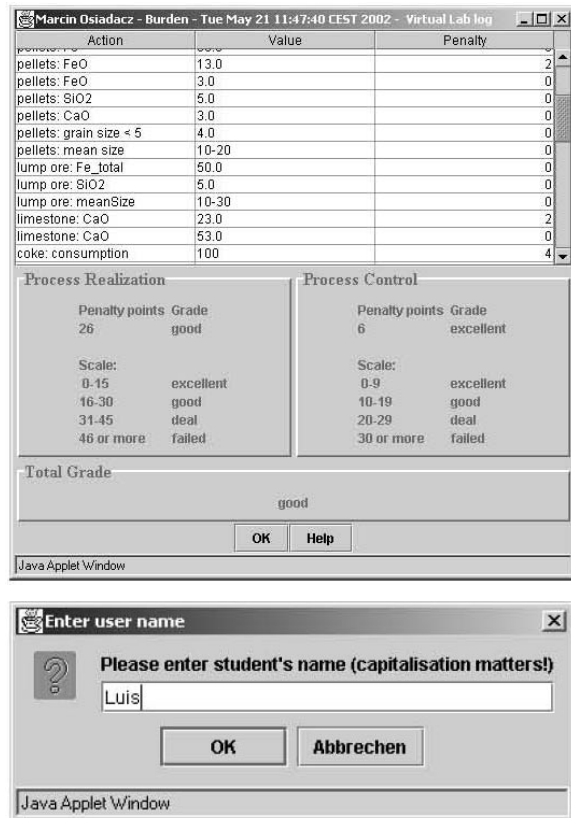 Marcin Osiadacz - Burden - Tue May 21 11:47:40 CEST 2002 - Virtual Lab log
Action Value Penalty
pellets: FeO 13.0 2
pellets: FeO 3.0 0
pellets: SiO2 5.0 0
pellets: CaO 3.0 0
pellets: grain size < 5 4.0 0
pellets: mean size 10-20 0
lump ore: Fe_total 50.0 0
lump ore: SiO2 5.0 0
lump ore: meanSize 10-30 0
limestone: CaO 23.0 2
limestone: CaO 53.0 0
coke: consumption 100 4
Process Realization
Penalty points Grade
26 good
Scale:
0-15 excellent
16-30 good
31-45 deal
46 or more failed
Process Control
Penalty points Grade
6 excellent
Scale:
0-9 excellent
10-19 good
20-29 deal
30 or more failed
Total Grade
good
OK Help
Java Applet Window
Enter user name
Please enter student's name (capitalisation matters!)
Luis
OK Abbrechen
Java Applet Window